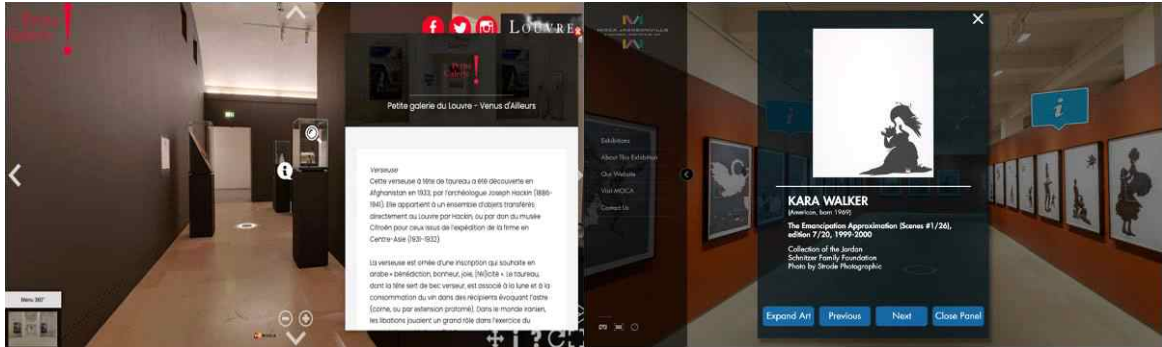 Petite
Galerie
!
LOUVRE
Petite
Galerie
!
Petite galerie du Louvre - Venus d'Ailleurs
Verseuse
Cette verseuse à tête de taureau a été découverte en
Afghanistan en 1933, par l'archéologue Joseph Hackin (1886-
1941). Elle appartient à un ensemble d'objets transférés
directement au Louvre par Hackin, ou par don du musée
Citroën pour ceux issus de l'expédition de la firme en
Centre-Asie (1931-1932).
La verseuse est ornée d'une inscription qui souhaite en
arabe « bénédiction, bonheur, joie, [féli]cité ». Le taureau,
dont la tête sert de bec verseur, est associé à la lune et à la
consommation du vin dans des récipients évoquant l'astre
(corne, ou par extension protomé). Dans le monde iranien,
les libations jouaient un grand rôle dans l'exercice du
Menu 360°
MOCA JACKSONVILLE
Exhibitions
About This Exhibition
Our Website
Visit MOCA
Contact Us
i
i
KARA WALKER
(American, born 1969)
The Emancipation Approximation (Scenes #1/26),
edition 7/20, 1999-2000
Collection of the Jordan
Schnitzer Family Foundation
Photo by Strode Photographic
Expand Art
Previous
Next
Close Panel